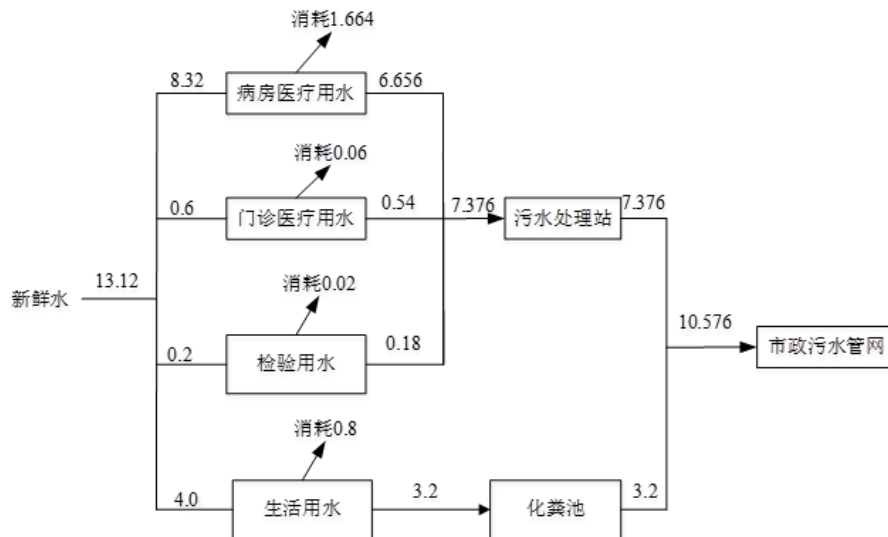 消耗1.664
8.32
病房医疗用水
6.656
消耗0.06
0.6
门诊医疗用水
0.54
7.376
污水处理站
7.376
新鲜水
13.12
消耗0.02
0.2
检验用水
0.18
10.576
市政污水管网
消耗0.8
4.0
生活用水
3.2
化粪池
3.2